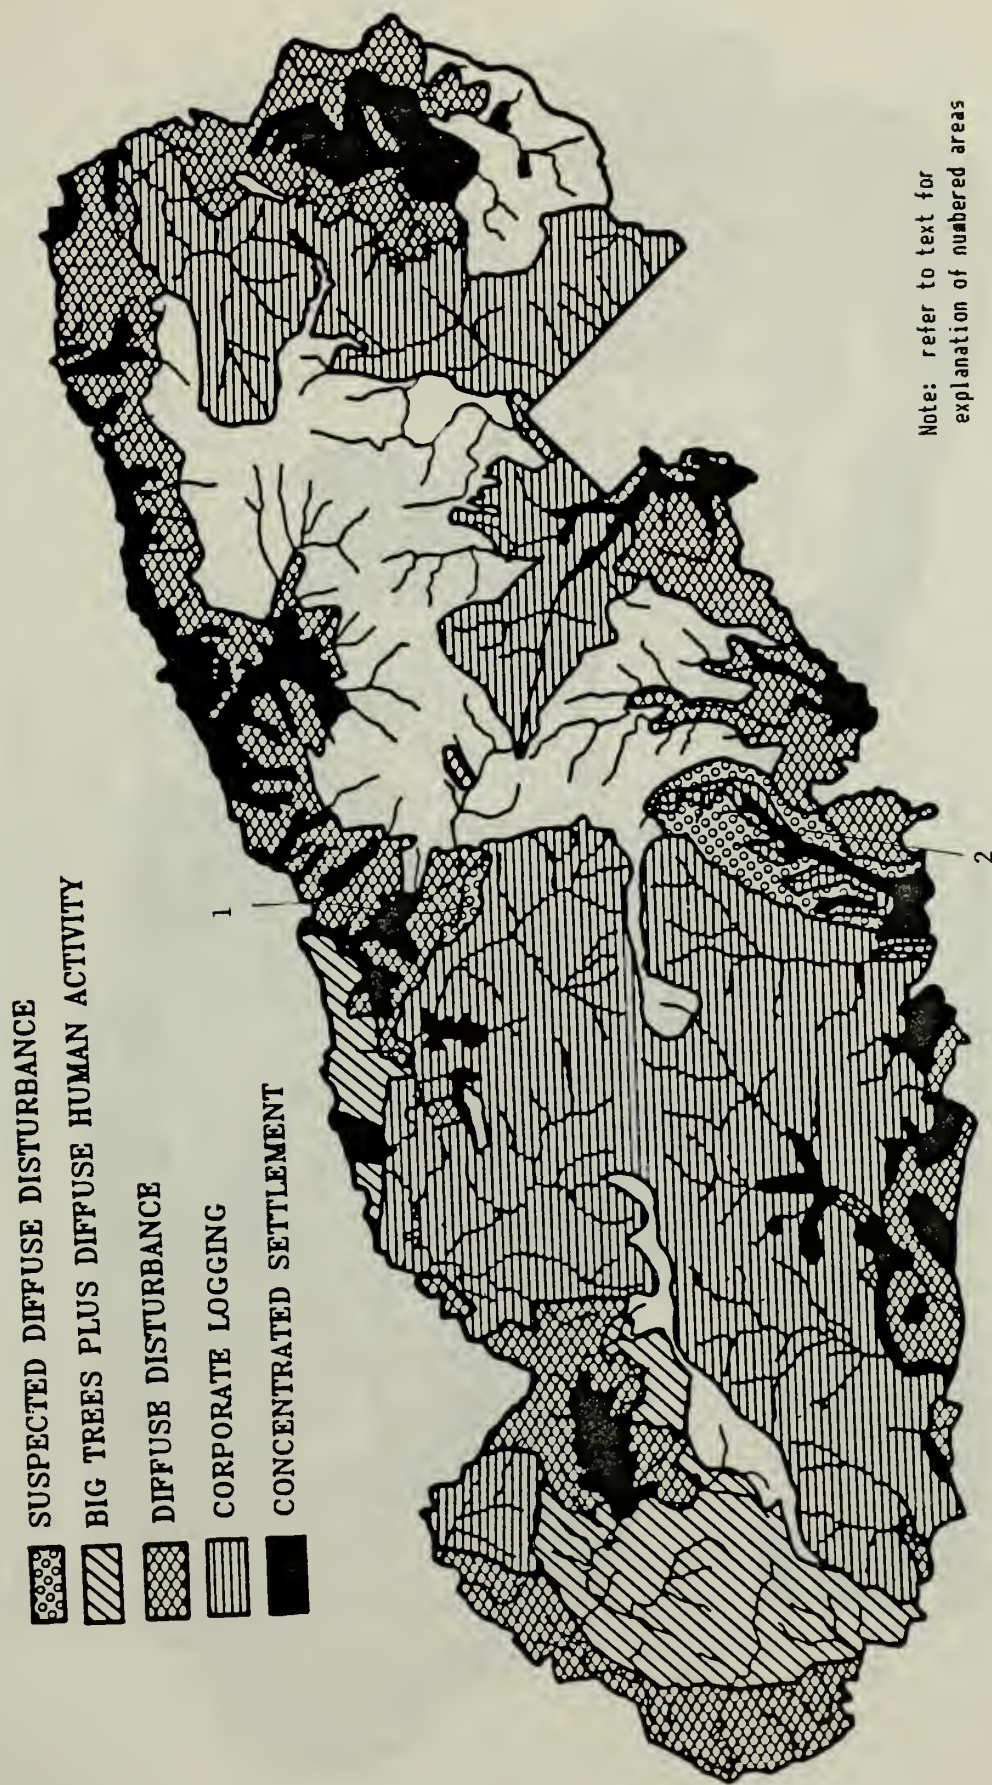 SUSPECTED DIFFUSE DISTURBANCE
BIG TREES PLUS DIFFUSE HUMAN ACTIVITY
DIFFUSE DISTURBANCE
CORPORATE LOGGING
CONCENTRATED SETTLEMENT
1
2
Note: refer to text for
explanation of numbered areas